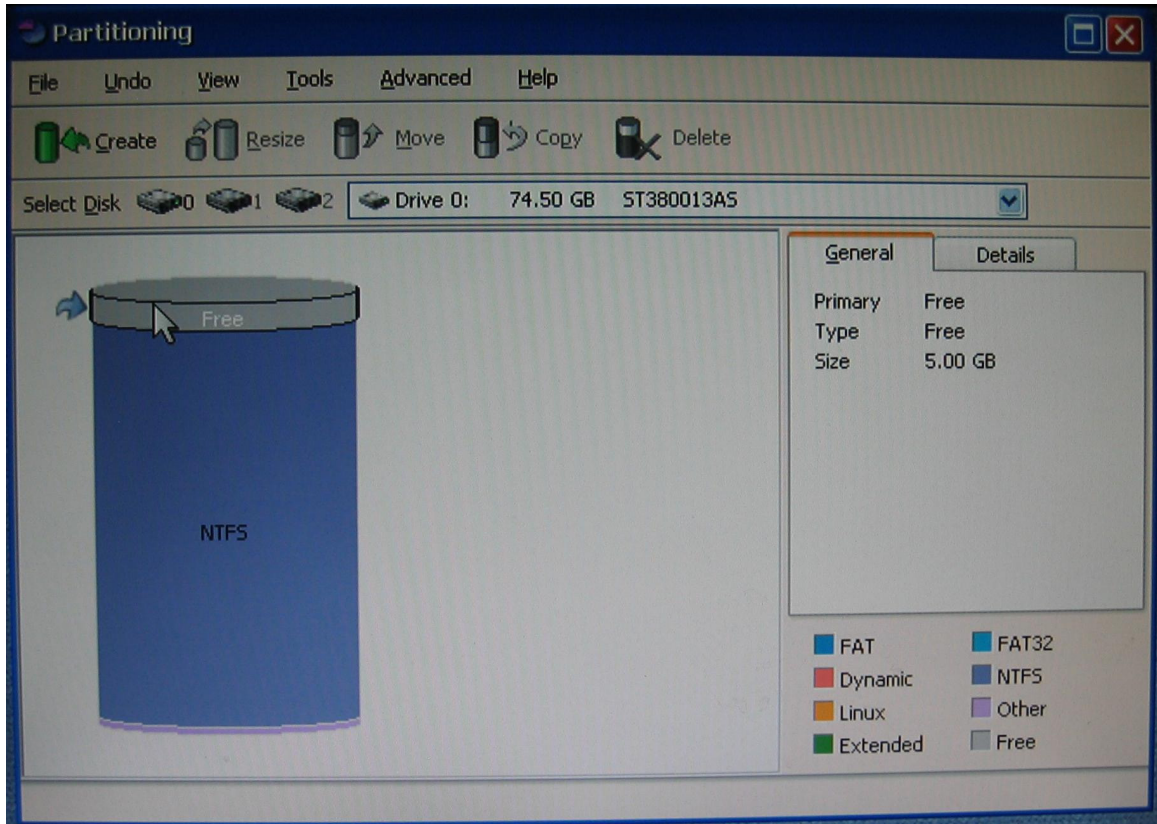 Partitioning
File Undo View Tools Advanced Help
Create Resize Move Copy Delete
Select Disk 0 1 2 Drive 0: 74.50 GB ST380013AS
General Details
Free
Primary Free
Type Free
Size 5.00 GB
NTFS
FAT FAT32
Dynamic NTFS
Linux Other
Extended Free